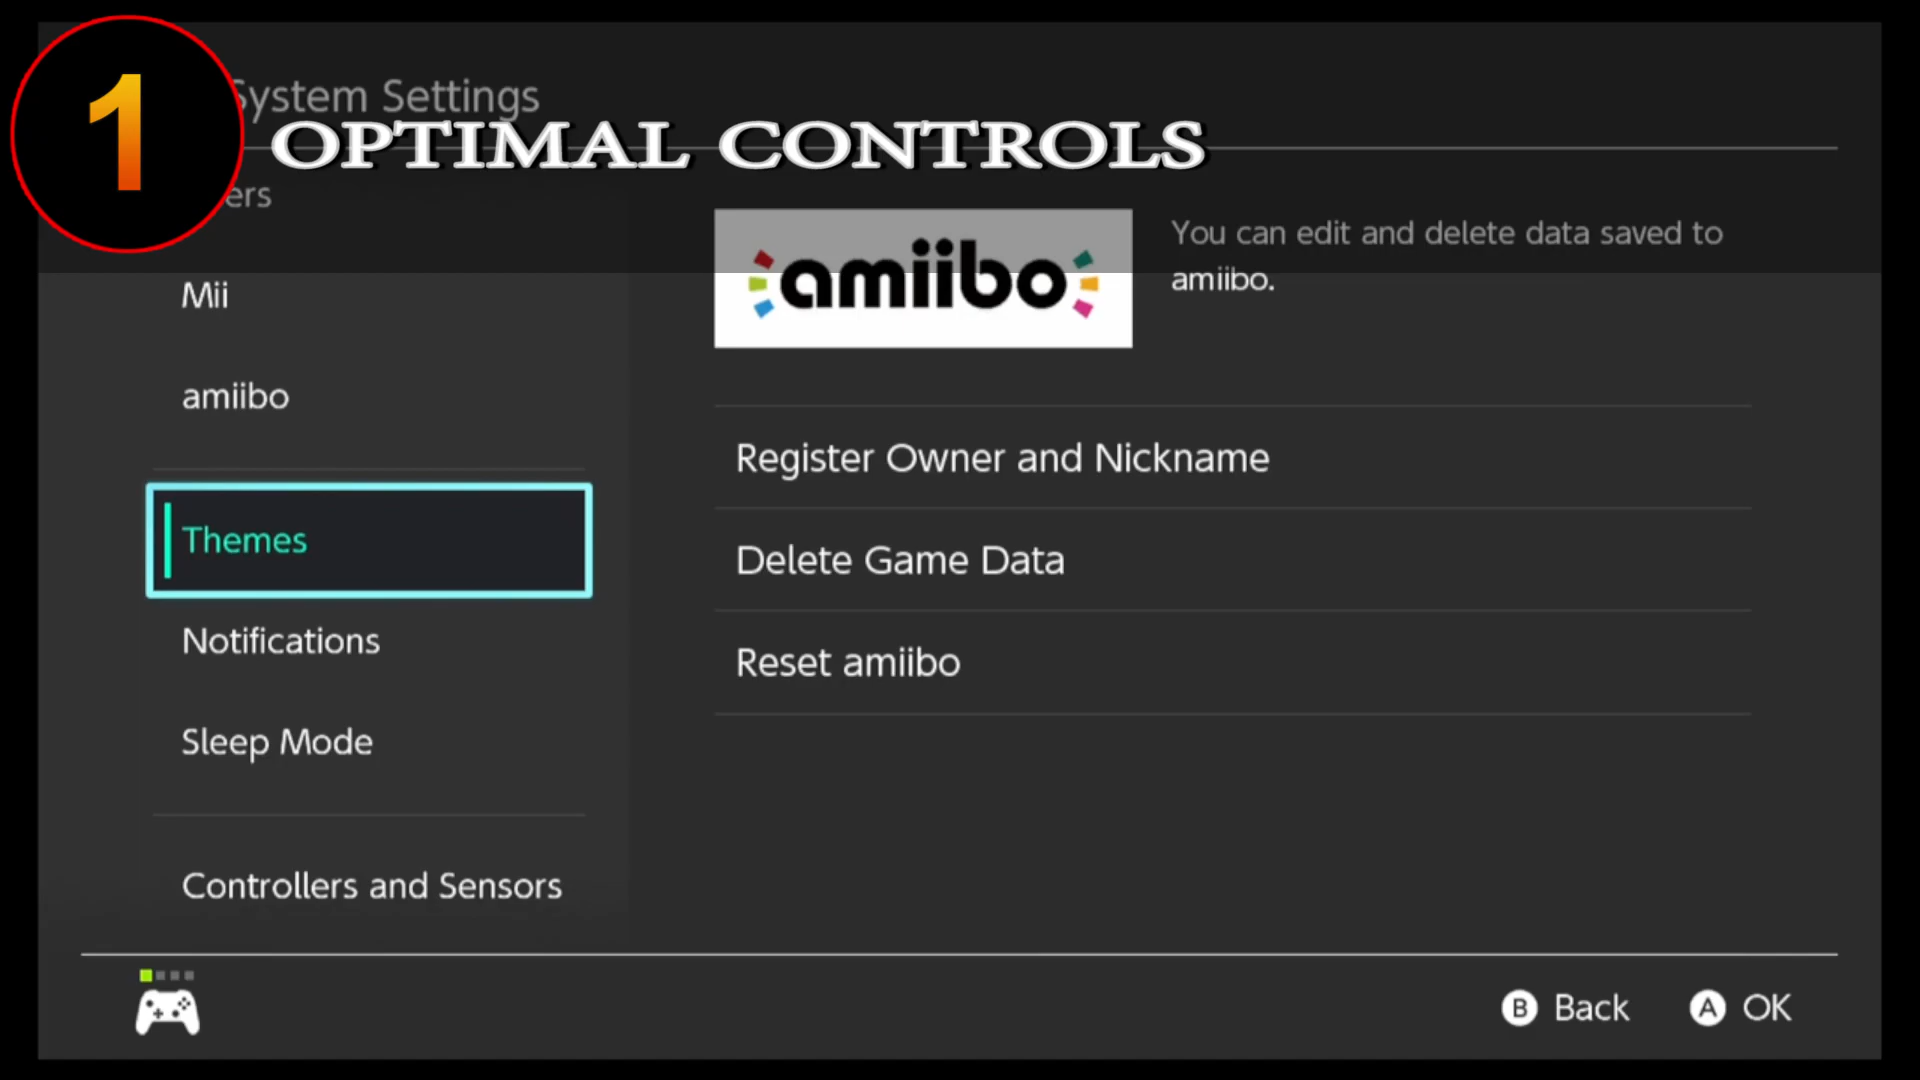 1
System Settings
OPTIMAL CONTROLS
ers
amiibo
You can edit and delete data saved to
amiibo.
Mii
amiibo
Themes
Notifications
Sleep Mode
Controllers and Sensors
Register Owner and Nickname
Delete Game Data
Reset amiibo
B Back
A OK